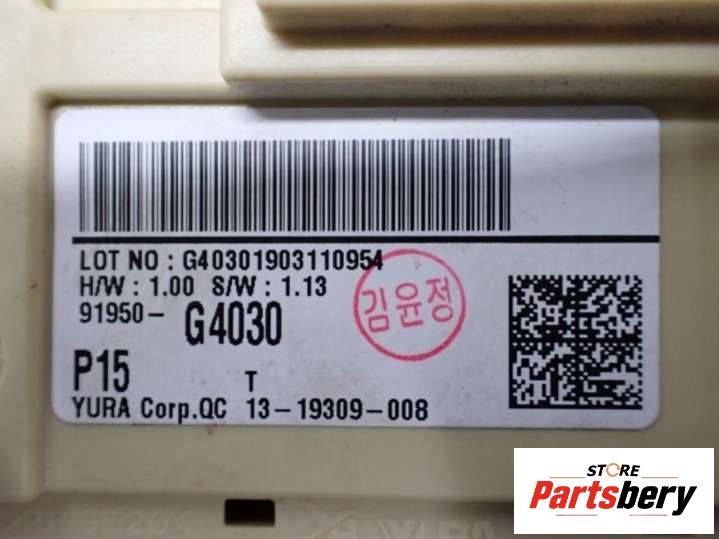 LOT NO : G40301903110954
H/W : 1.00 S/W : 1.13
91950- G4030
김윤정
P15 T
YURA Corp.QC 13-19309-008
STORE
Partsbery